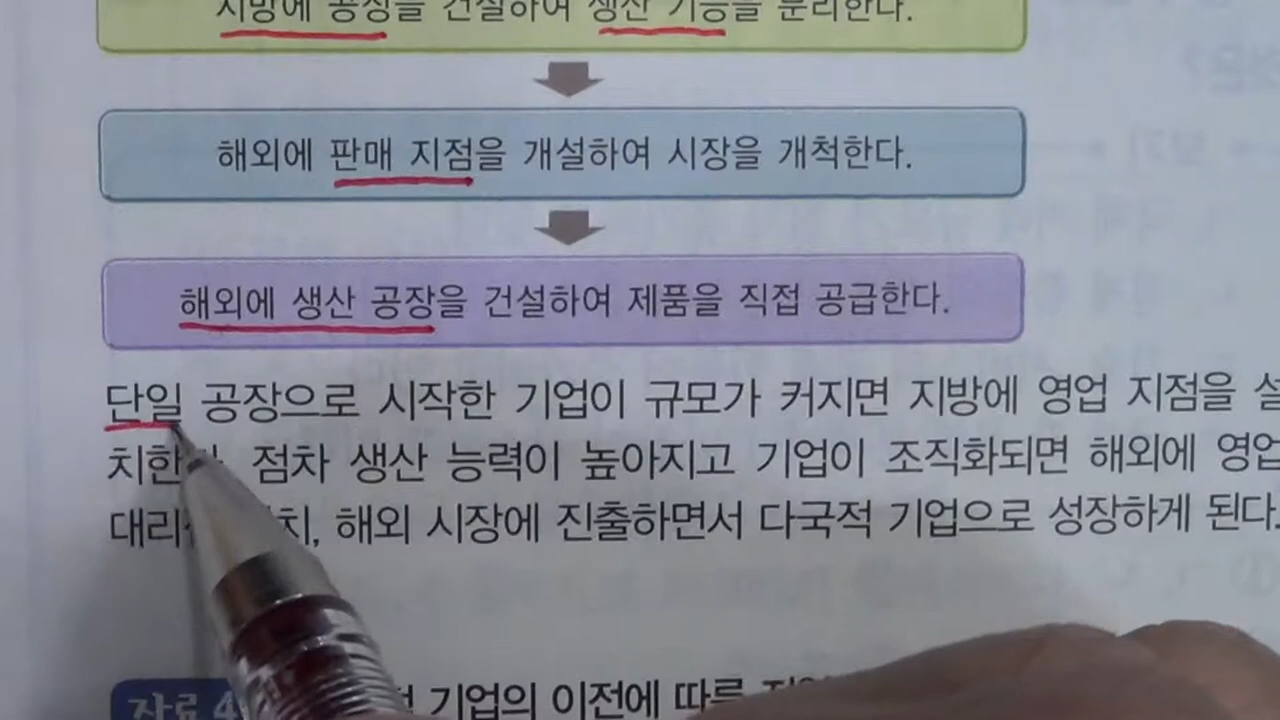 지방에 공장을 건설하여 생산 기능을 분리한다.
해외에 판매 지점을 개설하여 시장을 개척한다.
해외에 생산 공장을 건설하여 제품을 직접 공급한다.
단일 공장으로 시작한 기업이 규모가 커지면 지방에 영업 지점을 설
점차 생산 능력이 높아지고 기업이 조직화되면 해외에 영업
해외 시장에 진출하면서 다국적 기업으로 성장하게 된다.
자료 4 기업의 이전에 따른